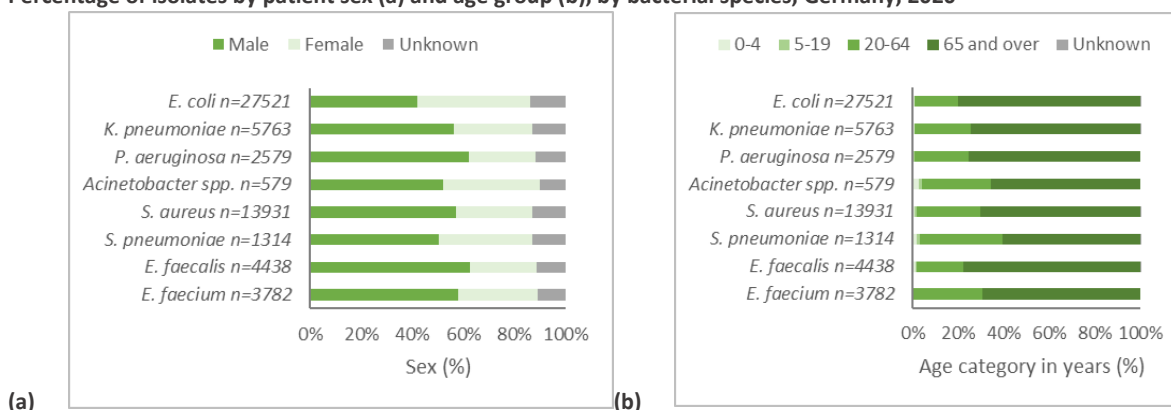 Percentage of isolates by patient sex (a) and age group (b), by bacterial species, Germany, 2020
Male Female Unknown
E. coli n=27521
K. pneumoniae n=5763
P. aeruginosa n=2579
Acinetobacter spp. n=579
S. aureus n=13931
S. pneumoniae n=1314
E. faecalis n=4438
E. faecium n=3782
0% 20% 40% 60% 80% 100%
Sex (%)
(a)
0-4 5-19 20-64 65 and over Unknown
E. coli n=27521
K. pneumoniae n=5763
P. aeruginosa n=2579
Acinetobacter spp. n=579
S. aureus n=13931
S. pneumoniae n=1314
E. faecalis n=4438
E. faecium n=3782
0% 20% 40% 60% 80% 100%
Age category in years (%)
(b)